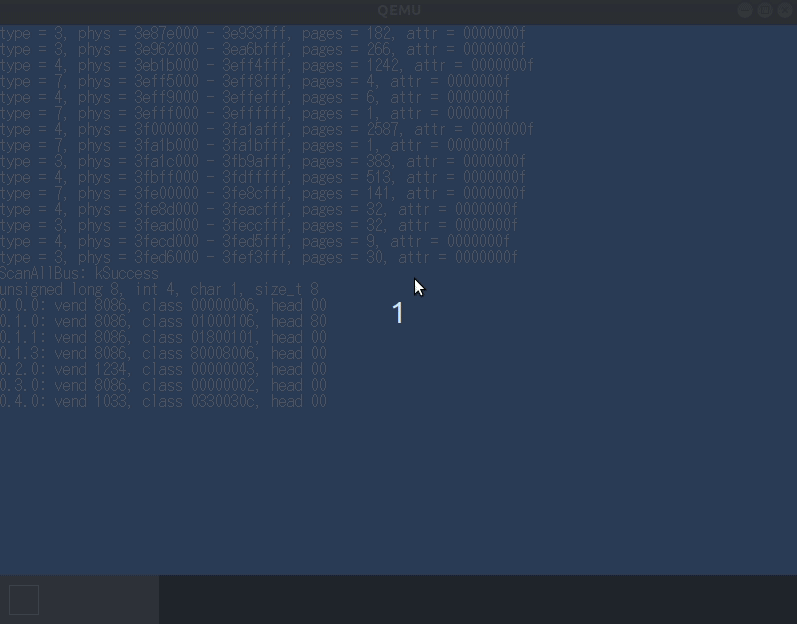 QEMU
type = 3, phys = 3e87e000 - 3e933fff, pages = 182, attr = 0000000f
type = 3, phys = 3e962000 - 3ea6bfff, pages = 266, attr = 0000000f
type = 4, phys = 3eb1b000 - 3eff4fff, pages = 1242, attr = 0000000f
type = 7, phys = 3eff5000 - 3eff8fff, pages = 4, attr = 0000000f
type = 4, phys = 3eff9000 - 3effefff, pages = 6, attr = 0000000f
type = 7, phys = 3efff000 - 3effffff, pages = 1, attr = 0000000f
type = 4, phys = 3f000000 - 3fa1afff, pages = 2587, attr = 0000000f
type = 7, phys = 3fa1b000 - 3fa1bfff, pages = 1, attr = 0000000f
type = 3, phys = 3fa1c000 - 3fb9afff, pages = 383, attr = 0000000f
type = 4, phys = 3fbff000 - 3fdfffff, pages = 513, attr = 0000000f
type = 7, phys = 3fe00000 - 3fe8cfff, pages = 141, attr = 0000000f
type = 4, phys = 3fe8d000 - 3feacfff, pages = 32, attr = 0000000f
type = 3, phys = 3fead000 - 3feccfff, pages = 32, attr = 0000000f
type = 4, phys = 3fecd000 - 3fed5fff, pages = 9, attr = 0000000f
type = 3, phys = 3fed6000 - 3fef3fff, pages = 30, attr = 0000000f
ScanAllBus: kSuccess
unsigned long 8, int 4, char 1, size_t 8
0.0.0: vend 8086, class 00000006, head 00
0.1.0: vend 8086, class 01000106, head 80
0.1.1: vend 8086, class 01800101, head 00
0.1.3: vend 8086, class 80008006, head 00
0.2.0: vend 1234, class 00000003, head 00
0.3.0: vend 8086, class 00000002, head 00
0.4.0: vend 1033, class 0330030c, head 00
1